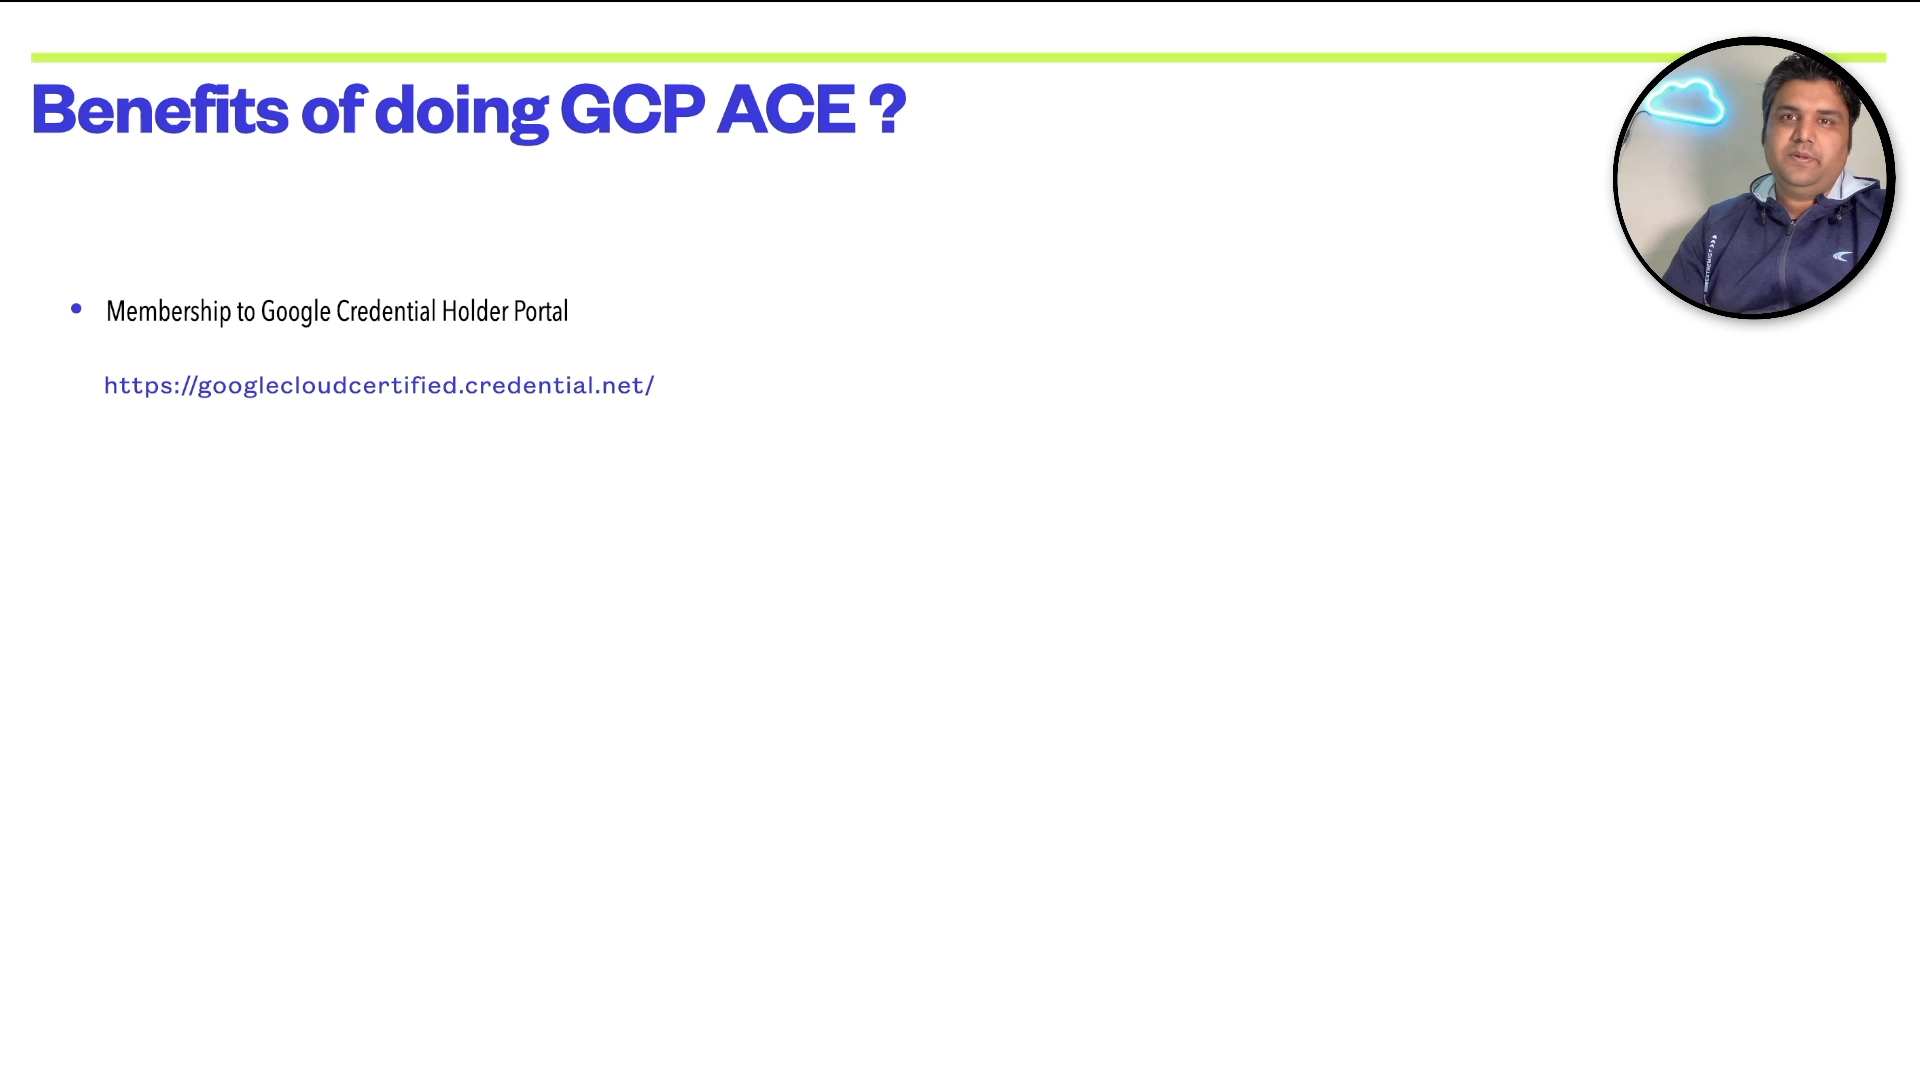 Benefits of doing GCP ACE ?
• Membership to Google Credential Holder Portal
https://googlecloudcertified.credential.net/